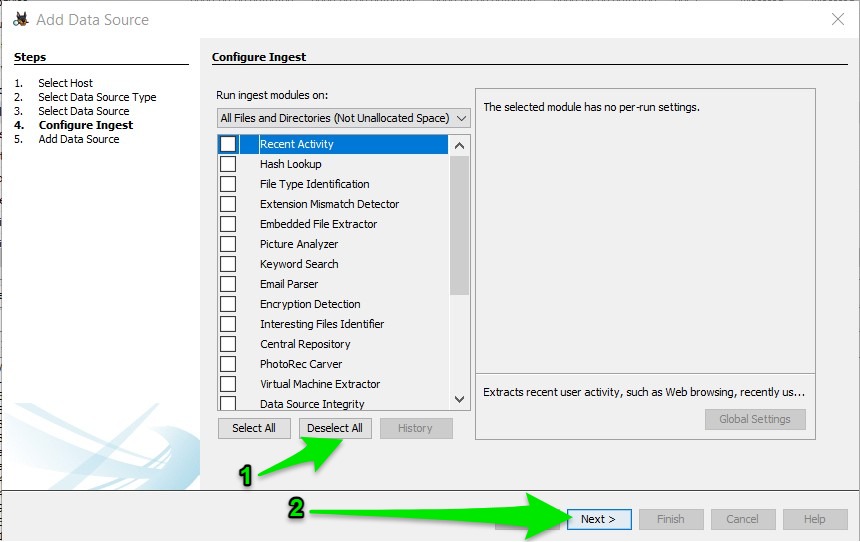 Add Data Source
Steps
1. Select Host
2. Select Data Source Type
3. Select Data Source
4. Configure Ingest
5. Add Data Source
Configure Ingest
Run ingest modules on:
All Files and Directories (Not Unallocated Space)
Recent Activity
Hash Lookup
File Type Identification
Extension Mismatch Detector
Embedded File Extractor
Picture Analyzer
Keyword Search
Email Parser
Encryption Detection
Interesting Files Identifier
Central Repository
PhotoRec Carver
Virtual Machine Extractor
Data Source Integrity
Select All
Deselect All
History
The selected module has no per-run settings.
Extracts recent user activity, such as Web browsing, recently us...
Global Settings
1
2
Next >
Finish
Cancel
Help